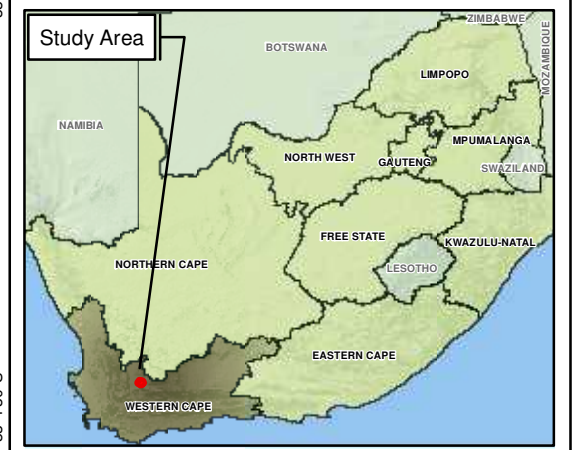 Study Area
ZIMBABWE
BOTSWANA
MOZAMBIQUE
LIMPOPO
NAMIBIA
MPUMALANGA
NORTH WEST
GAUTENG
SWAZILAND
FREE STATE
KWAZULU-NATAL
NORTHERN CAPE
LESOTHO
EASTERN CAPE
WESTERN CAPE